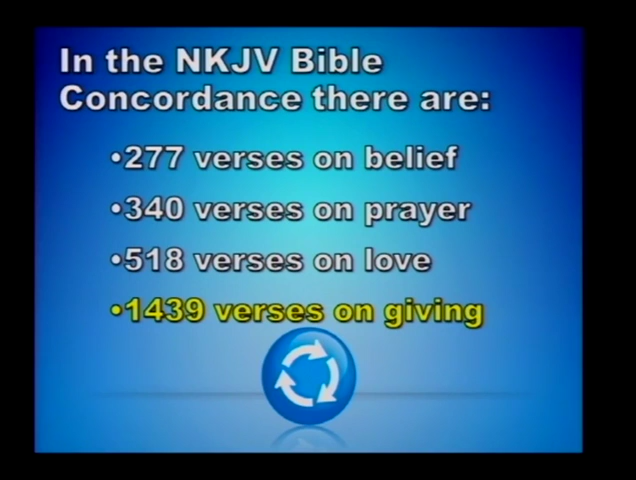 In the NKJV Bible
Concordance there are:
•277 verses on belief
•340 verses on prayer
•518 verses on love
•1439 verses on giving